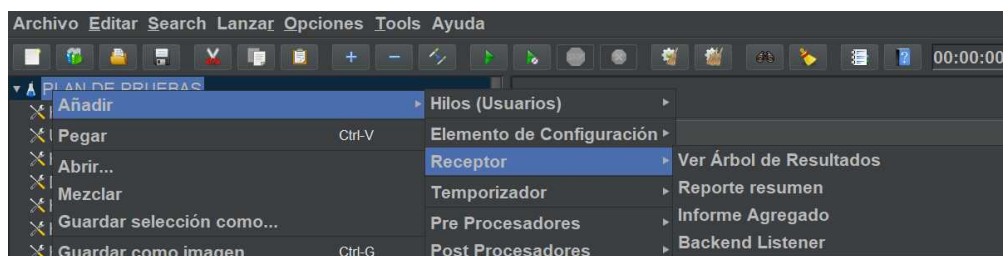 Archivo Editar Search Lanzar Opciones Tools Ayuda
00:00:00
PLAN DE PRUEBAS
Añadir
Pegar Ctrl-V
Abrir...
Mezclar
Guardar selección como...
Guardar como imagen Ctrl-G
Hilos (Usuarios)
Elemento de Configuración
Receptor
Temporizador
Pre Procesadores
Post Procesadores
Ver Árbol de Resultados
Reporte resumen
Informe Agregado
Backend Listener